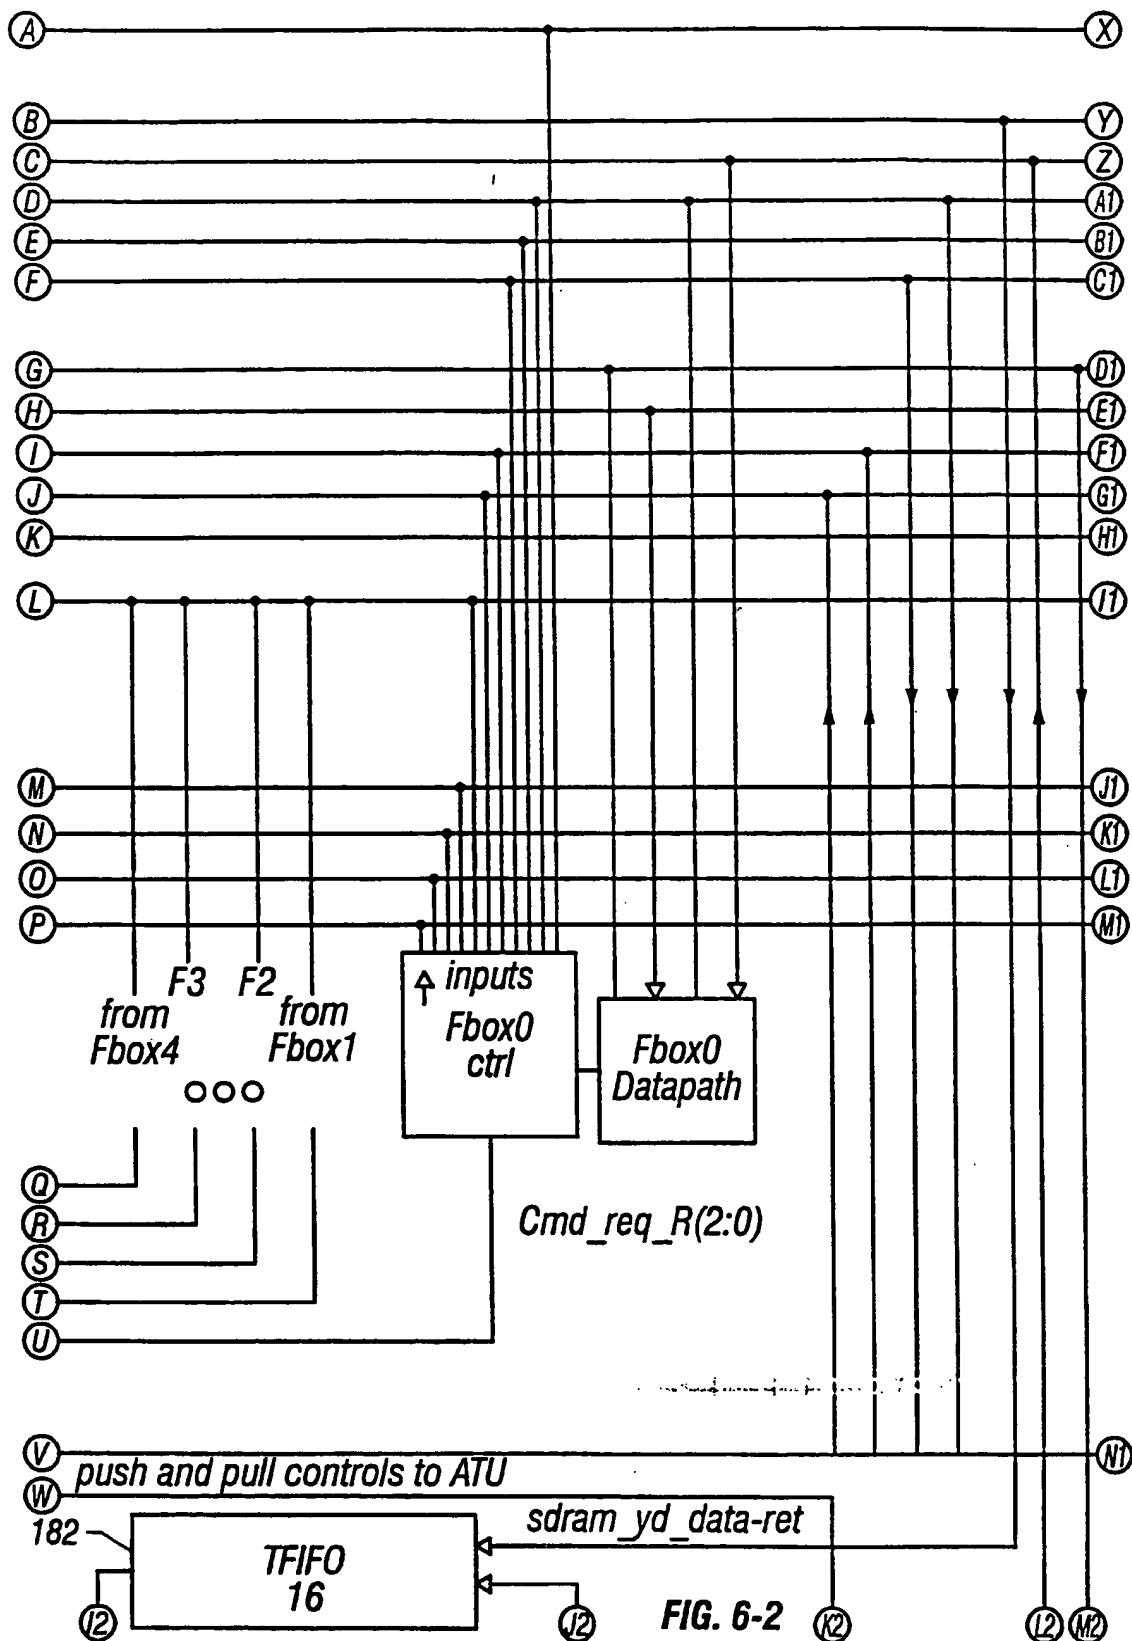 A X
B Y
C Z
D A1
E B1
F C1
G D1
H E1
I F1
J G1
K H1
L I1
M J1
N K1
O L1
P M1
inputs
F3 F2
from from
Fbox4 Fbox1
Fbox0
ctrl
Fbox0
Datapath
Q
R
Cmd_req_R(2:0)
S
T
U
V N1
push and pull controls to ATU
W
sdram_yd_data-ret
182
TFIFO
16
I2 J2 FIG. 6-2 K2 L2 M2